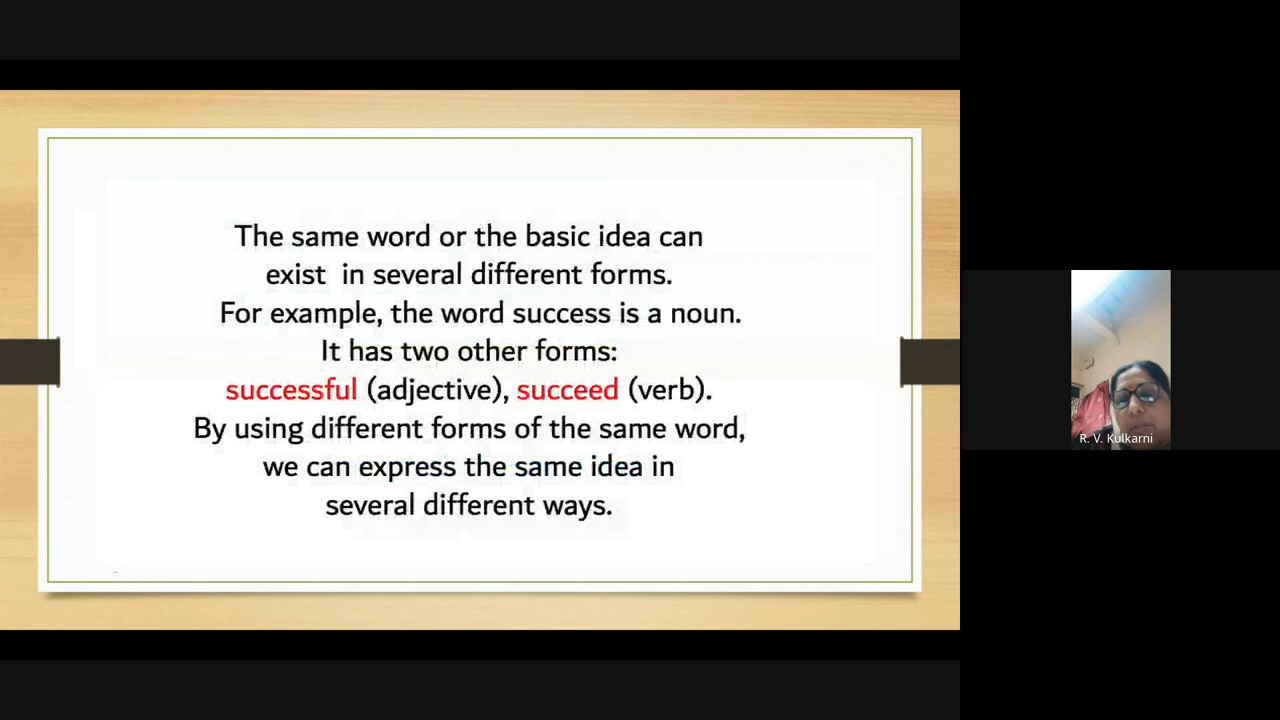 The same word or the basic idea can
exist in several different forms.
For example, the word success is a noun.
It has two other forms:
successful (adjective), succeed (verb).
By using different forms of the same word,
we can express the same idea in
several different ways.
R. V. Kulkarni